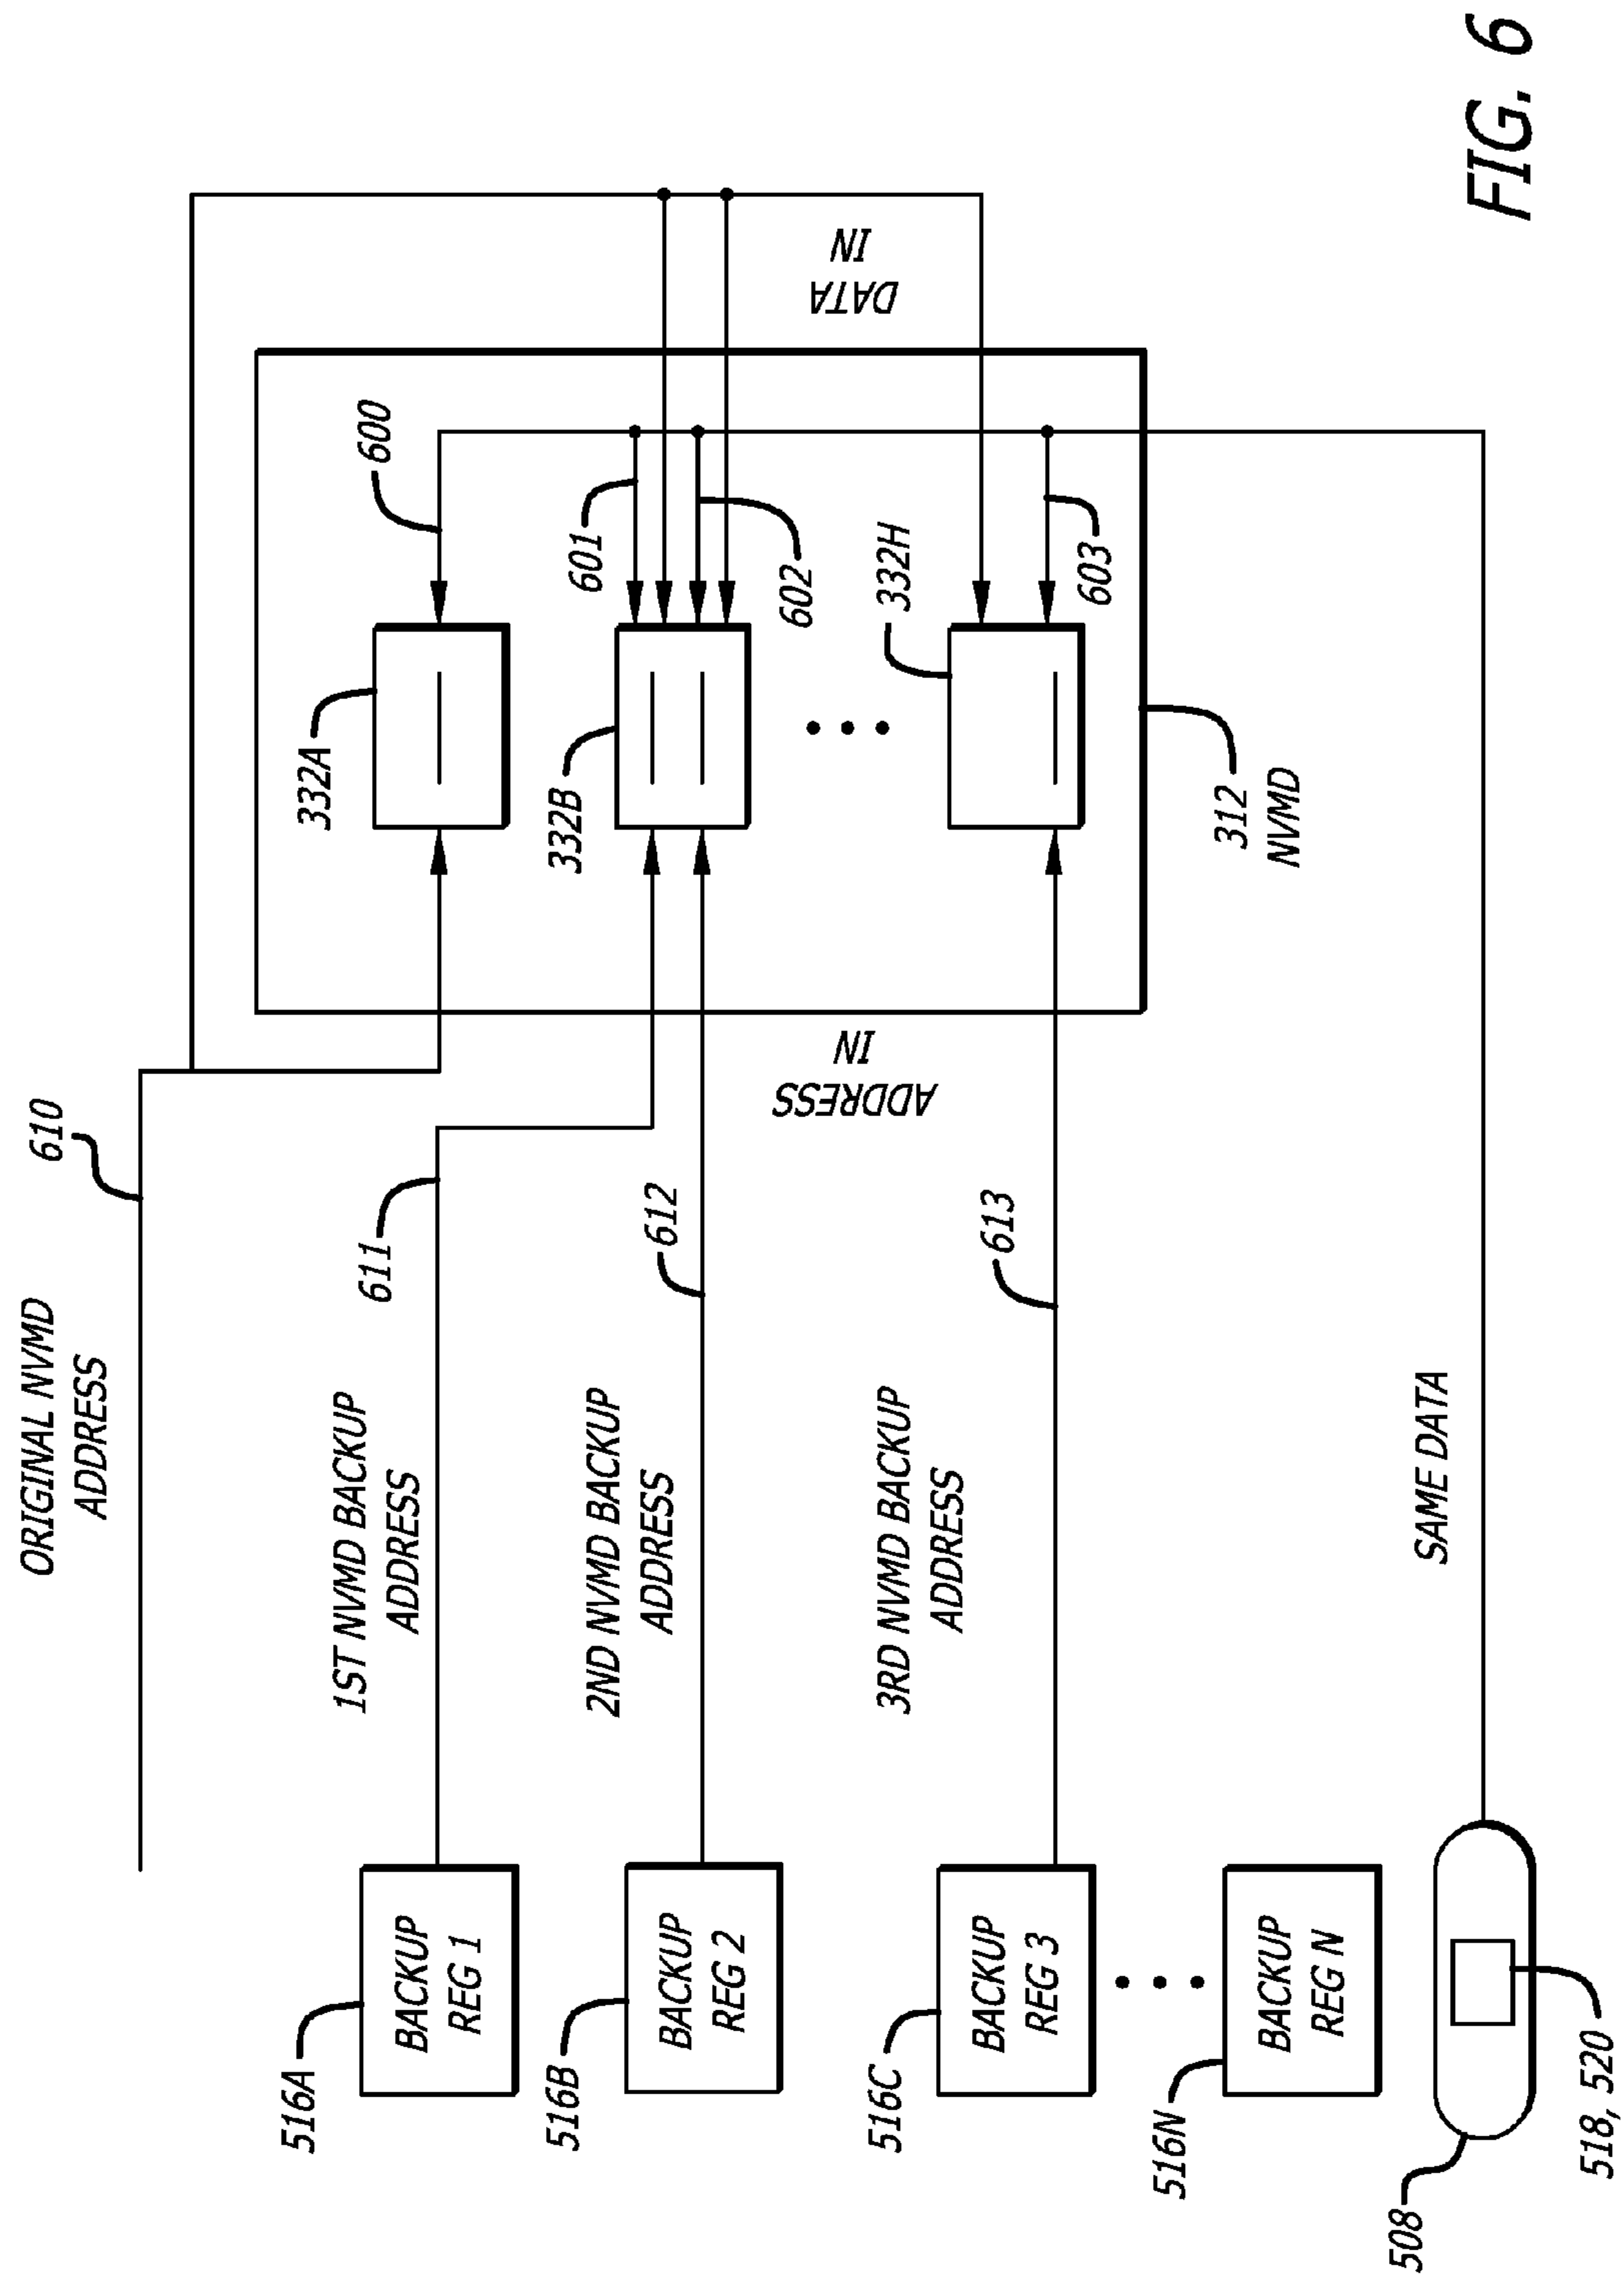 ORIGINAL NVMD
ADDRESS
610
516A
BACKUP
REG 1
1ST NVMD BACKUP
ADDRESS
611
332A
600
516B
BACKUP
REG 2
2ND NVMD BACKUP
ADDRESS
612
332B
601
602
ADDRESS
IN
DATA
IN
516C
BACKUP
REG 3
3RD NVMD BACKUP
ADDRESS
613
332H
603
516N
BACKUP
REG N
312
NVMD
508
518, 520
SAME DATA
FIG. 6